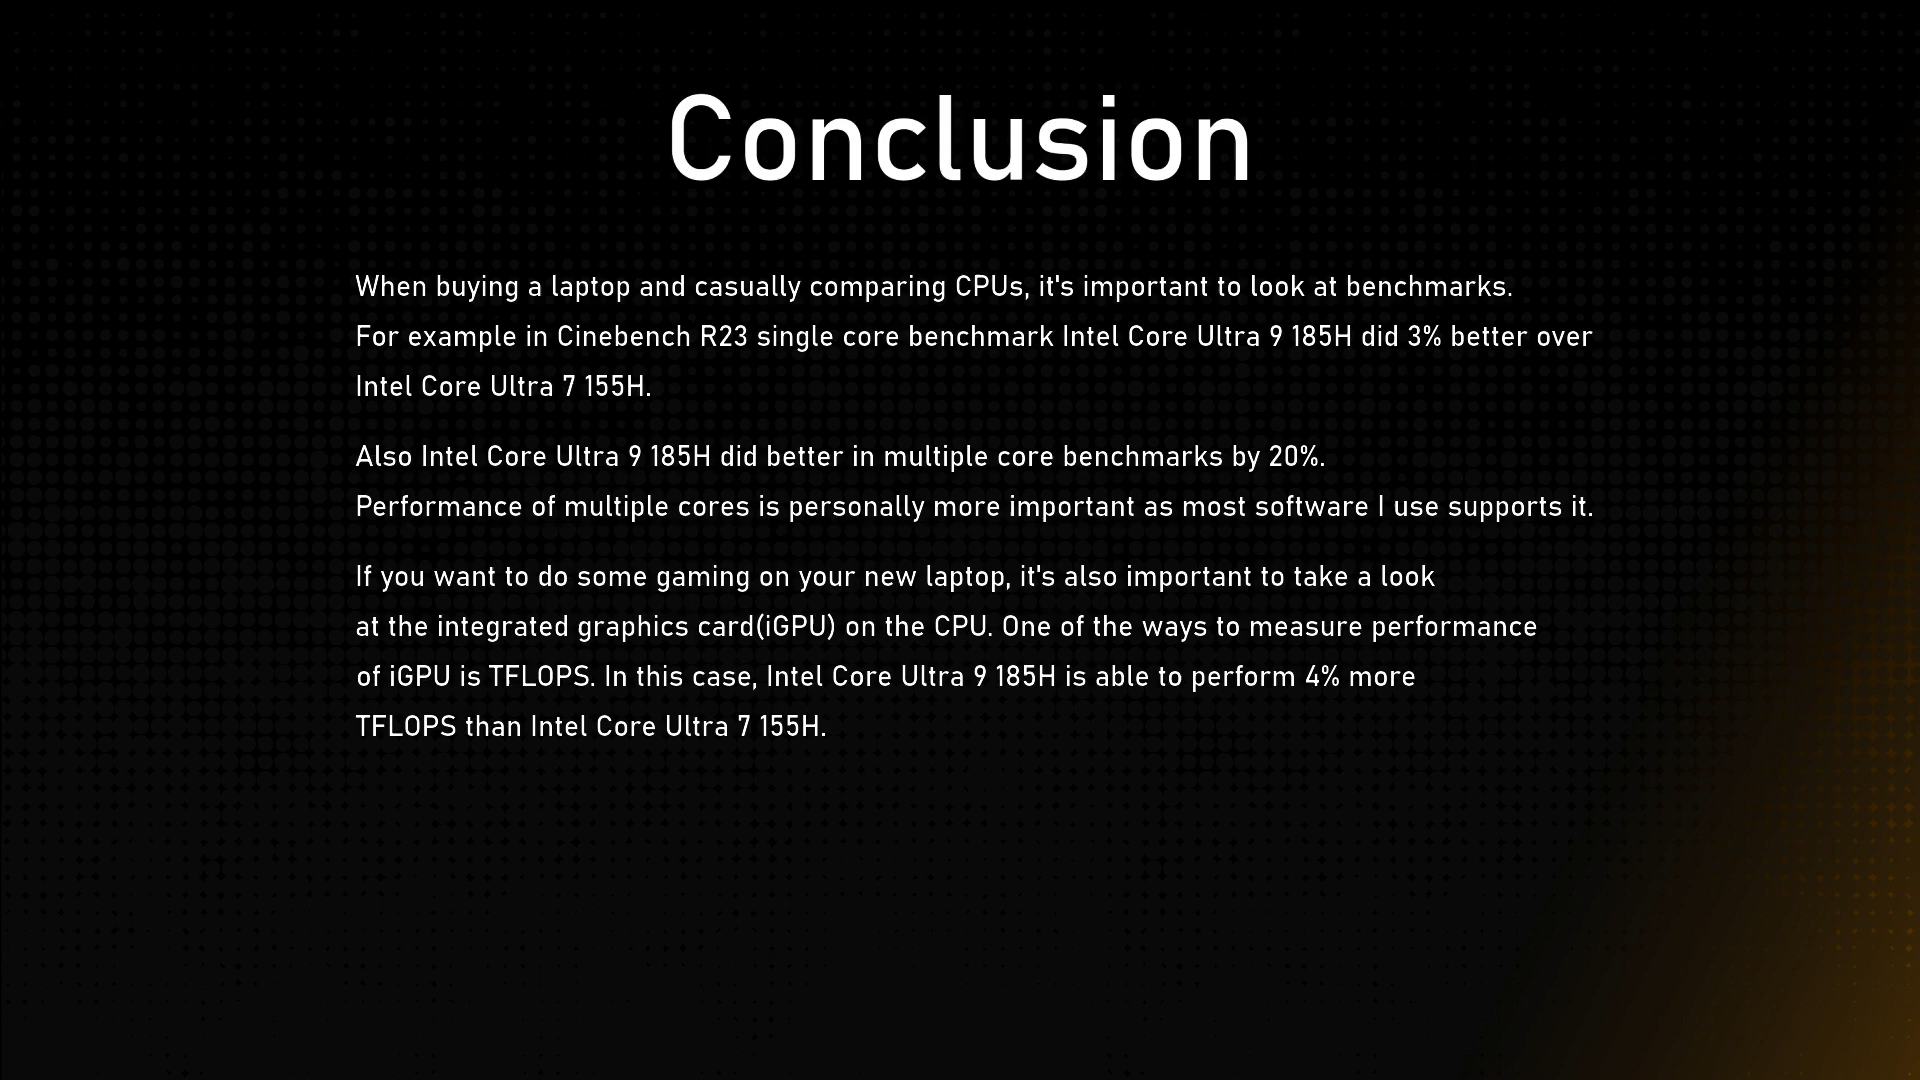 Conclusion
When buying a laptop and casually comparing CPUs, it's important to look at benchmarks.
For example in Cinebench R23 single core benchmark Intel Core Ultra 9 185H did 3% better over
Intel Core Ultra 7 155H.
Also Intel Core Ultra 9 185H did better in multiple core benchmarks by 20%.
Performance of multiple cores is personally more important as most software I use supports it.
If you want to do some gaming on your new laptop, it's also important to take a look
at the integrated graphics card(iGPU) on the CPU. One of the ways to measure performance
of iGPU is TFLOPS. In this case, Intel Core Ultra 9 185H is able to perform 4% more
TFLOPS than Intel Core Ultra 7 155H.